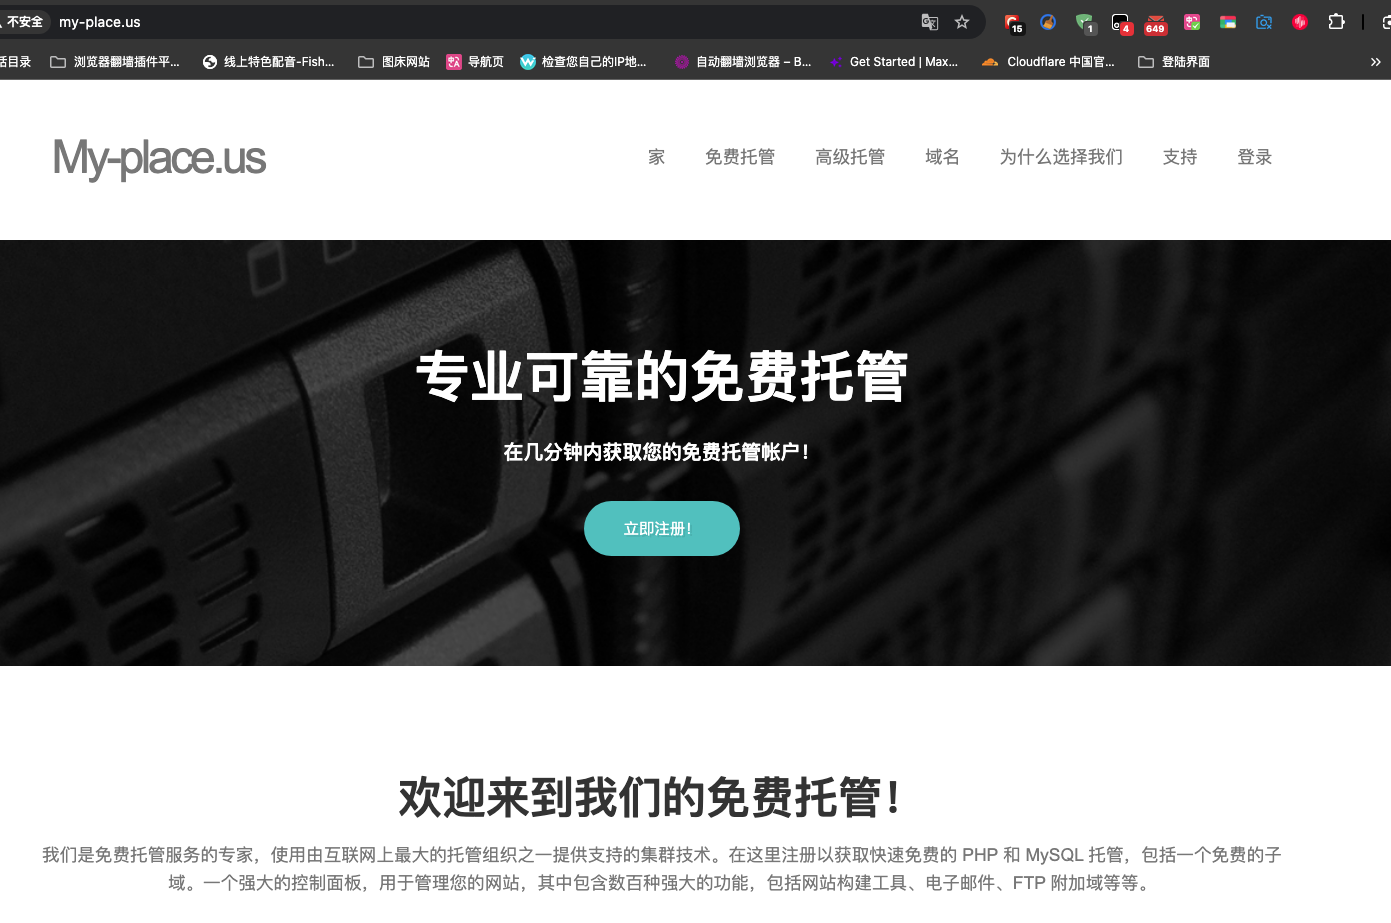 不安全 my-place.us
15 1 4 649
话目录 浏览器翻墙插件平... 线上特色配音-Fish... 图床网站 导航页 检查您自己的IP地... 自动翻墙浏览器 – B... Get Started | Max... Cloudflare 中国官... 登陆界面 »
My-place.us
家 免费托管 高级托管 域名 为什么选择我们 支持 登录
专业可靠的免费托管
在几分钟内获取您的免费托管帐户！
立即注册！
欢迎来到我们的免费托管！
我们是免费托管服务的专家，使用由互联网上最大的托管组织之一提供支持的集群技术。在这里注册以获取快速免费的 PHP 和 MySQL 托管，包括一个免费的子
域。一个强大的控制面板，用于管理您的网站，其中包含数百种强大的功能，包括网站构建工具、电子邮件、FTP 附加域等等。